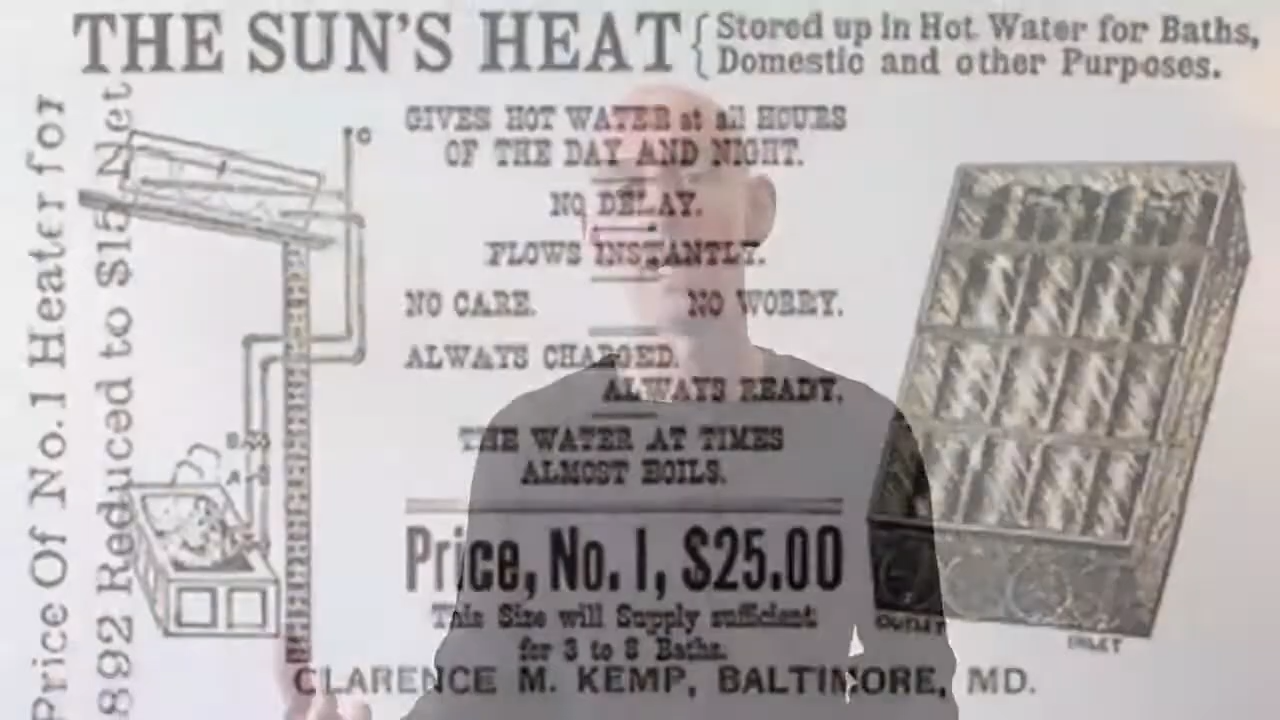 THE SUN'S HEAT { Stored up in Hot Water for Baths,
Domestic and other Purposes.
Price Of No.1 Heater for
892 Reduced to $15 Net
GIVES HOT WATER at all HOURS
OF THE DAY AND NIGHT.
NO DELAY.
FLOWS INSTANTLY.
NO CARE. NO WORRY.
ALWAYS CHARGED.
ALWAYS READY.
THE WATER AT TIMES
ALMOST BOILS.
Price, No. 1, $25.00
This Size will Supply sufficient
for 3 to 8 Baths.
CLARENCE M. KEMP, BALTIMORE, MD.
C
A
OUTLET
INLET